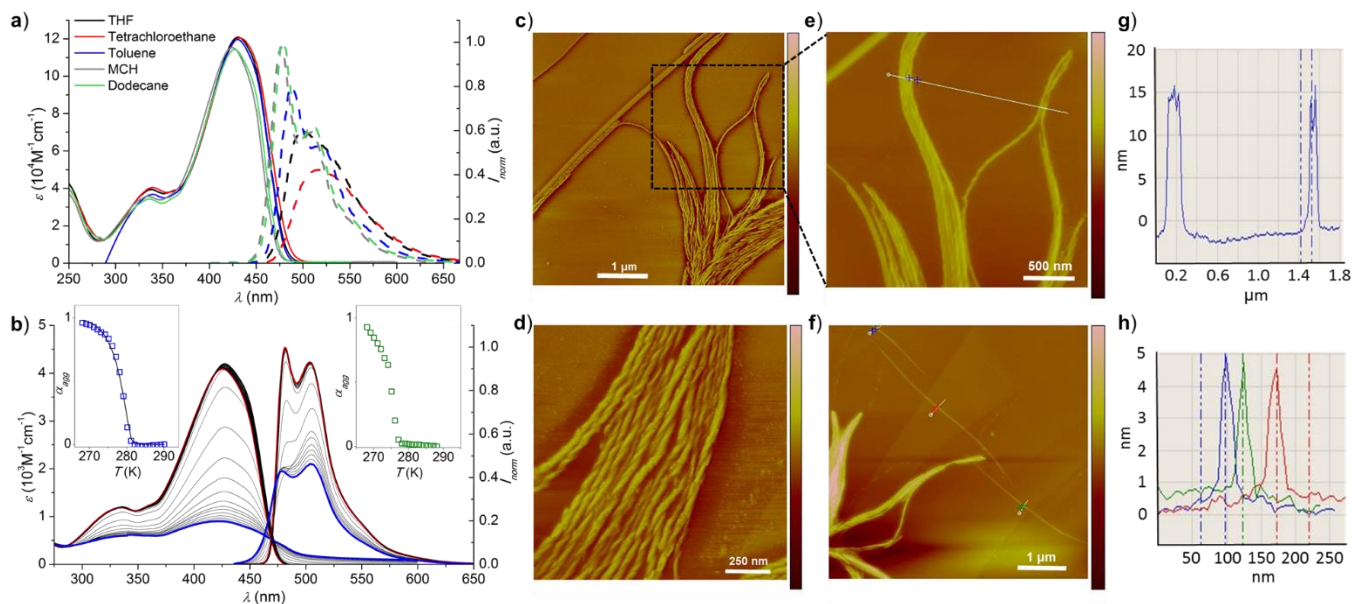 a)
THF
Tetrachloroethane
Toluene
MCH
Dodecane
ε (10⁴M⁻¹cm⁻¹)
12
11
10
9
8
7
6
5
4
3
2
1
0
1.0
0.8
0.6
0.4
0.2
0.0
I_norm (a.u.)
250 300 350 400 450 500 550 600 650
λ (nm)
b)
ε (10³M⁻¹cm⁻¹)
5
4
3
2
1
0
1
α_agg
0
270 280 290
T (K)
1
α_agg
0
270 280 290
T (K)
1.0
0.8
0.6
0.4
0.2
0.0
I_norm (a.u.)
300 350 400 450 500 550 600 650
λ (nm)
c)
1 µm
d)
250 nm
e)
500 nm
f)
1 µm
g)
20
15
10
5
0
nm
0.2 0.6 1.0 1.4 1.8
µm
h)
5
4
3
2
1
0
nm
50 100 150 200 250
nm